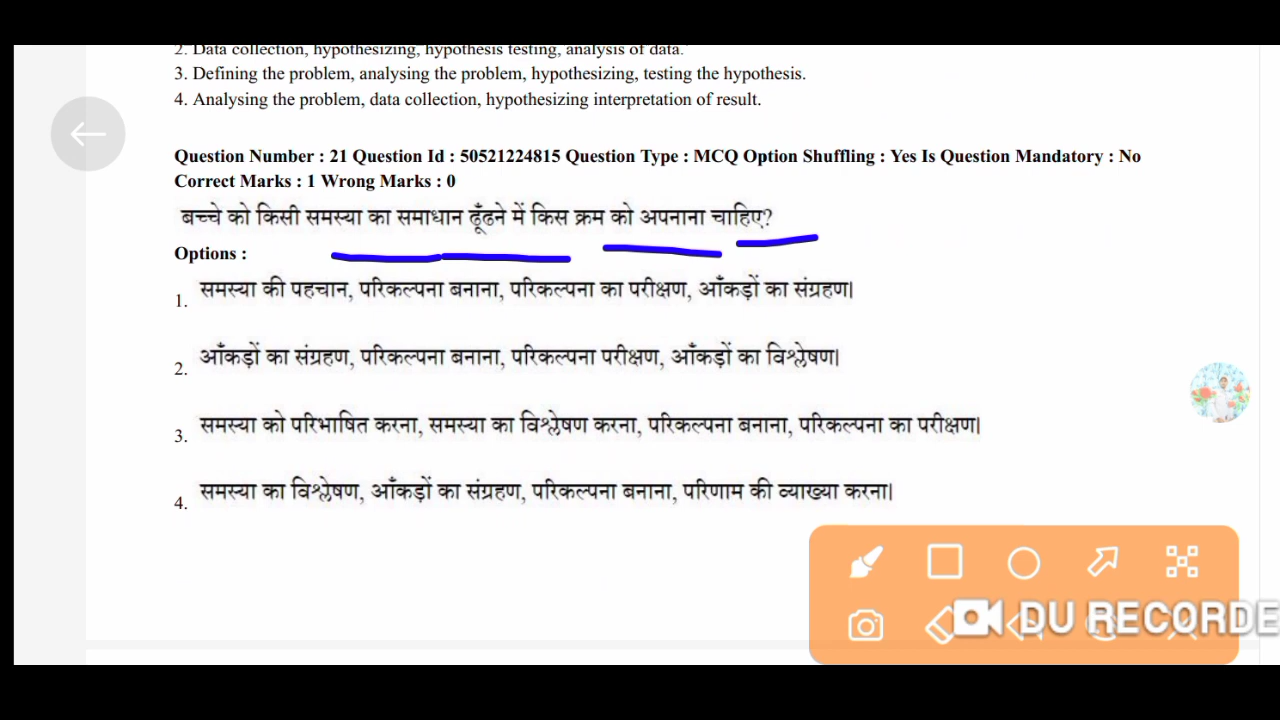 2. Data collection, hypothesizing, hypothesis testing, analysis of data.
3. Defining the problem, analysing the problem, hypothesizing, testing the hypothesis.
4. Analysing the problem, data collection, hypothesizing interpretation of result.
Question Number : 21 Question Id : 50521224815 Question Type : MCQ Option Shuffling : Yes Is Question Mandatory : No
Correct Marks : 1 Wrong Marks : 0
बच्चे को किसी समस्या का समाधान ढूँढने में किस क्रम को अपनाना चाहिए?
Options :
1. समस्या की पहचान, परिकल्पना बनाना, परिकल्पना का परीक्षण, आँकड़ों का संग्रहण।
2. आँकड़ों का संग्रहण, परिकल्पना बनाना, परिकल्पना परीक्षण, आँकड़ों का विश्लेषण।
3. समस्या को परिभाषित करना, समस्या का विश्लेषण करना, परिकल्पना बनाना, परिकल्पना का परीक्षण।
4. समस्या का विश्लेषण, आँकड़ों का संग्रहण, परिकल्पना बनाना, परिणाम की व्याख्या करना।
DU RECORDE